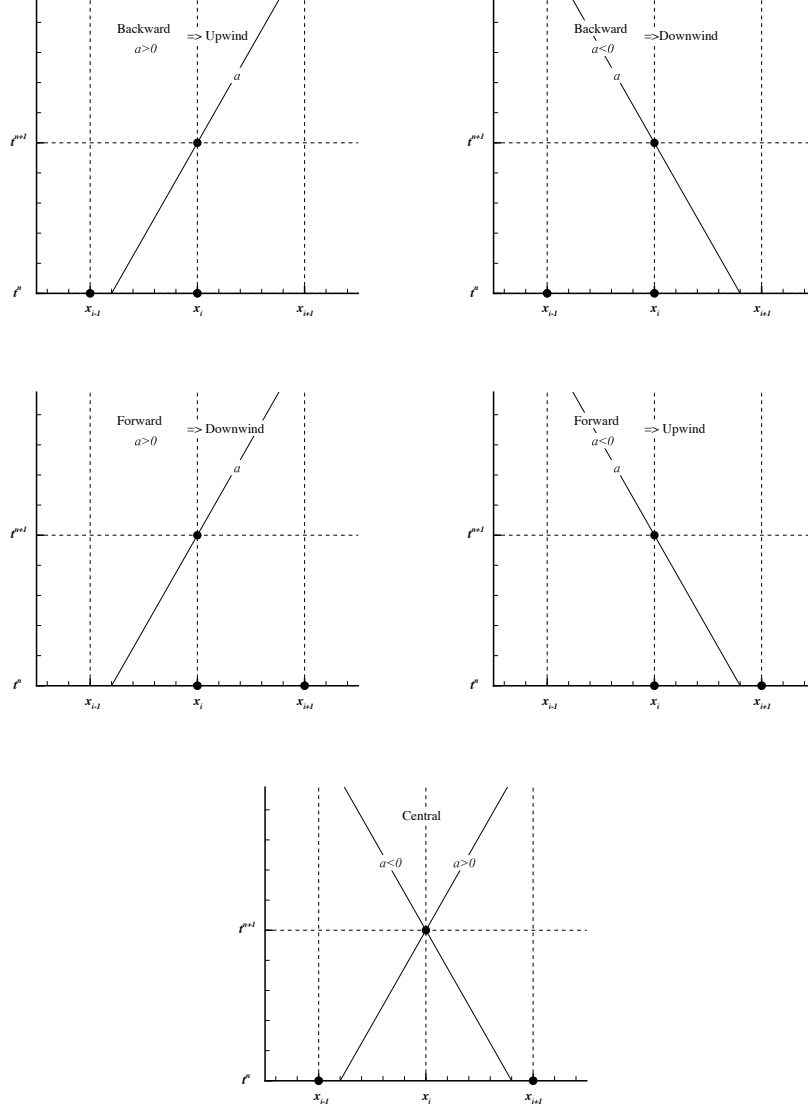 Backward => Upwind
a>0
a
t^{n+1}
t^n
x_{i-1} x_i x_{i+1}
Backward =>Downwind
a<0
a
t^{n+1}
t^n
x_{i-1} x_i x_{i+1}
Forward => Downwind
a>0
a
t^{n+1}
t^n
x_{i-1} x_i x_{i+1}
Forward => Upwind
a<0
a
t^{n+1}
t^n
x_{i-1} x_i x_{i+1}
Central
a<0 a>0
t^{n+1}
t^n
x_{i-1} x_i x_{i+1}